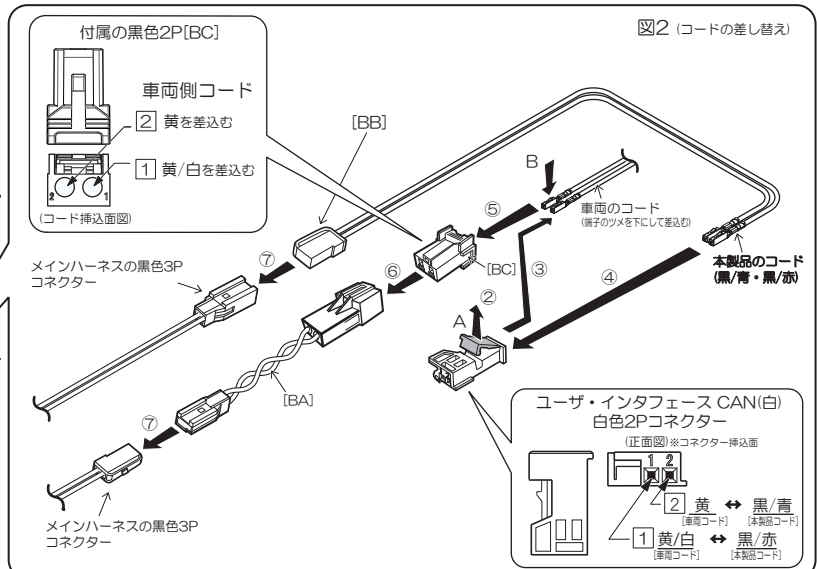 図2 (コードの差し替え)
付属の黒色2P[BC]
車両側コード
2 黄を差込む
1 黄/白を差込む
2 1
(コード挿込面図)
[BB]
B
⑤
車両のコード
(端子のツメを下にして差込む)
⑦
[BC]
③
④
本製品のコード
(黒/青・黒/赤)
メインハーネスの黒色3P
コネクター
⑥
②
A
[BA]
⑦
メインハーネスの黒色3P
コネクター
ユーザ・インタフェース CAN(白)
白色2Pコネクター
(正面図)※コネクター挿込面
1 2
2 黄 ↔ 黒/青
[車両コード] [本製品コード]
1 黄/白 ↔ 黒/赤
[車両コード] [本製品コード]